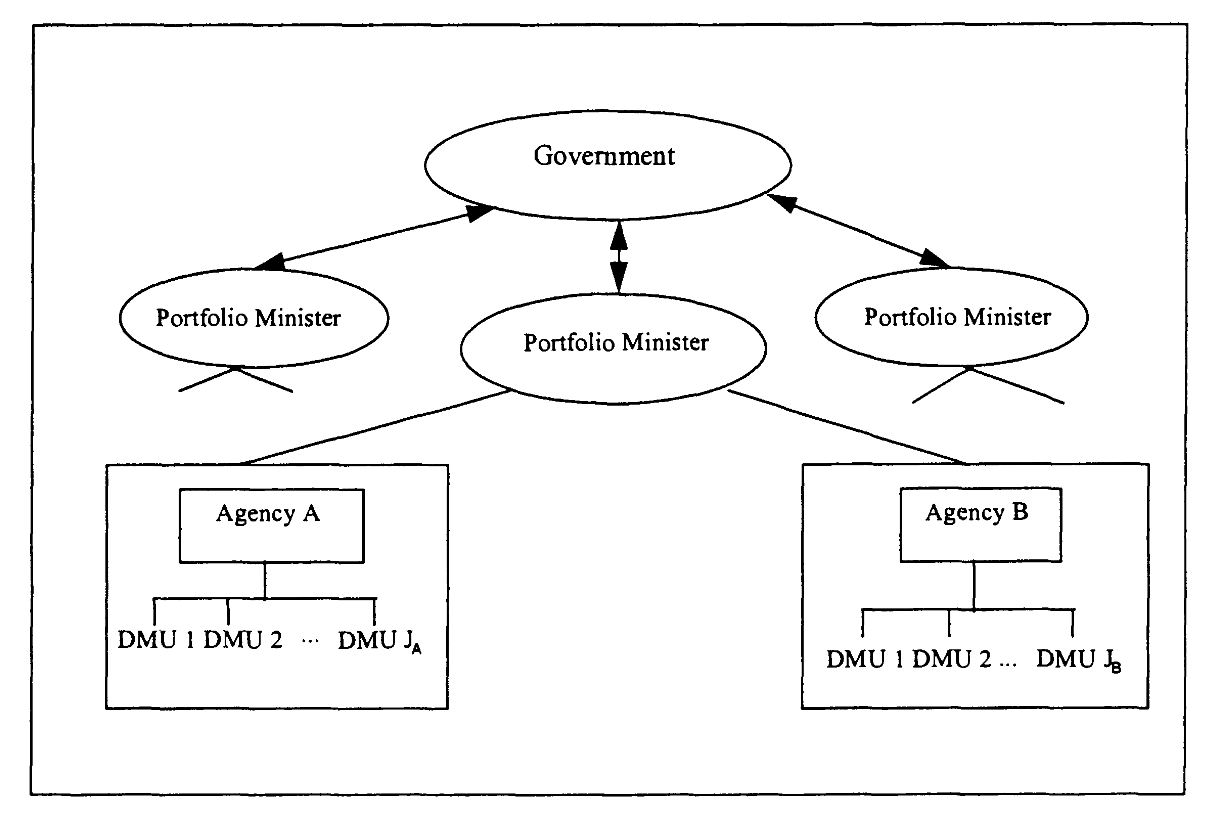 Government
Portfolio Minister
Portfolio Minister
Portfolio Minister
Agency A
Agency B
DMU 1 DMU 2 ... DMU J_A
DMU 1 DMU 2 ... DMU J_B